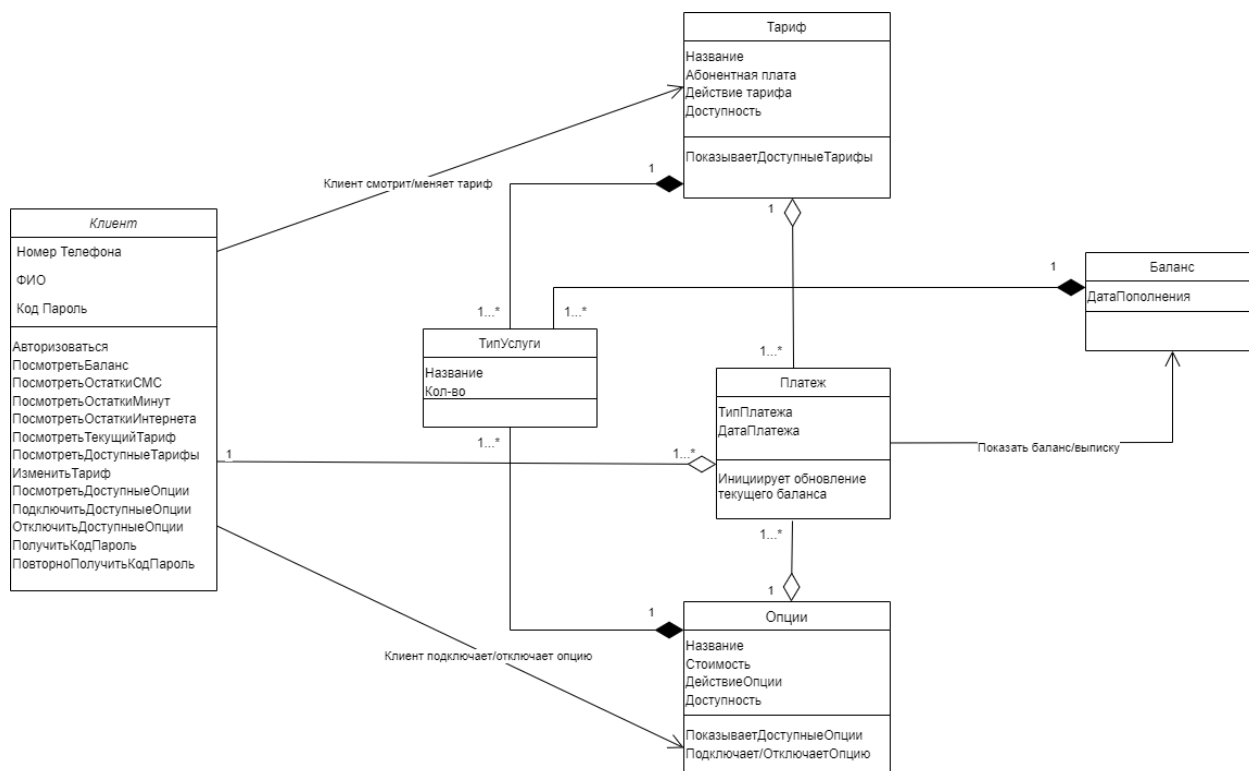 Тариф
Название
Абонентная плата
Действие тарифа
Доступность
ПоказываетДоступныеТарифы
1
1
Клиент смотрит/меняет тариф
Клиент
Номер Телефона
ФИО
Код Пароль
Авторизоваться
ПосмотретьБаланс
ПосмотретьОстаткиСМС
ПосмотретьОстаткиМинут
ПосмотретьОстаткиИнтернета
ПосмотретьТекущийТариф
ПосмотретьДоступныеТарифы
ИзменитьТариф
ПосмотретьДоступныеОпции
ПодключитьДоступныеОпции
ОтключитьДоступныеОпции
ПолучитьКодПароль
ПовторноПолучитьКодПароль
1
Баланс
ДатаПополнения
1...*
1...*
ТипУслуги
Название
Кол-во
1...*
1...*
Платеж
ТипПлатежа
ДатаПлатежа
Инициирует обновление
текущего баланса
Показать баланс/выписку
1
1...*
1...*
1
1
Клиент подключает/отключает опцию
Опции
Название
Стоимость
ДействиеОпции
Доступность
ПоказываетДоступныеОпции
Подключает/ОтключаетОпцию